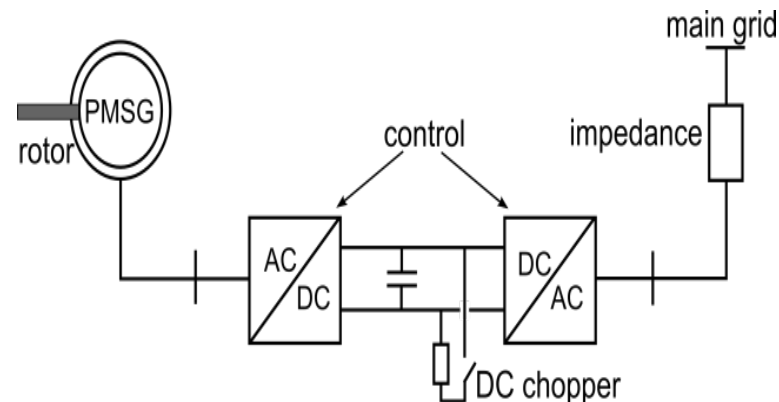 main grid
PMSG
rotor
control
impedance
AC
DC
DC
AC
DC chopper